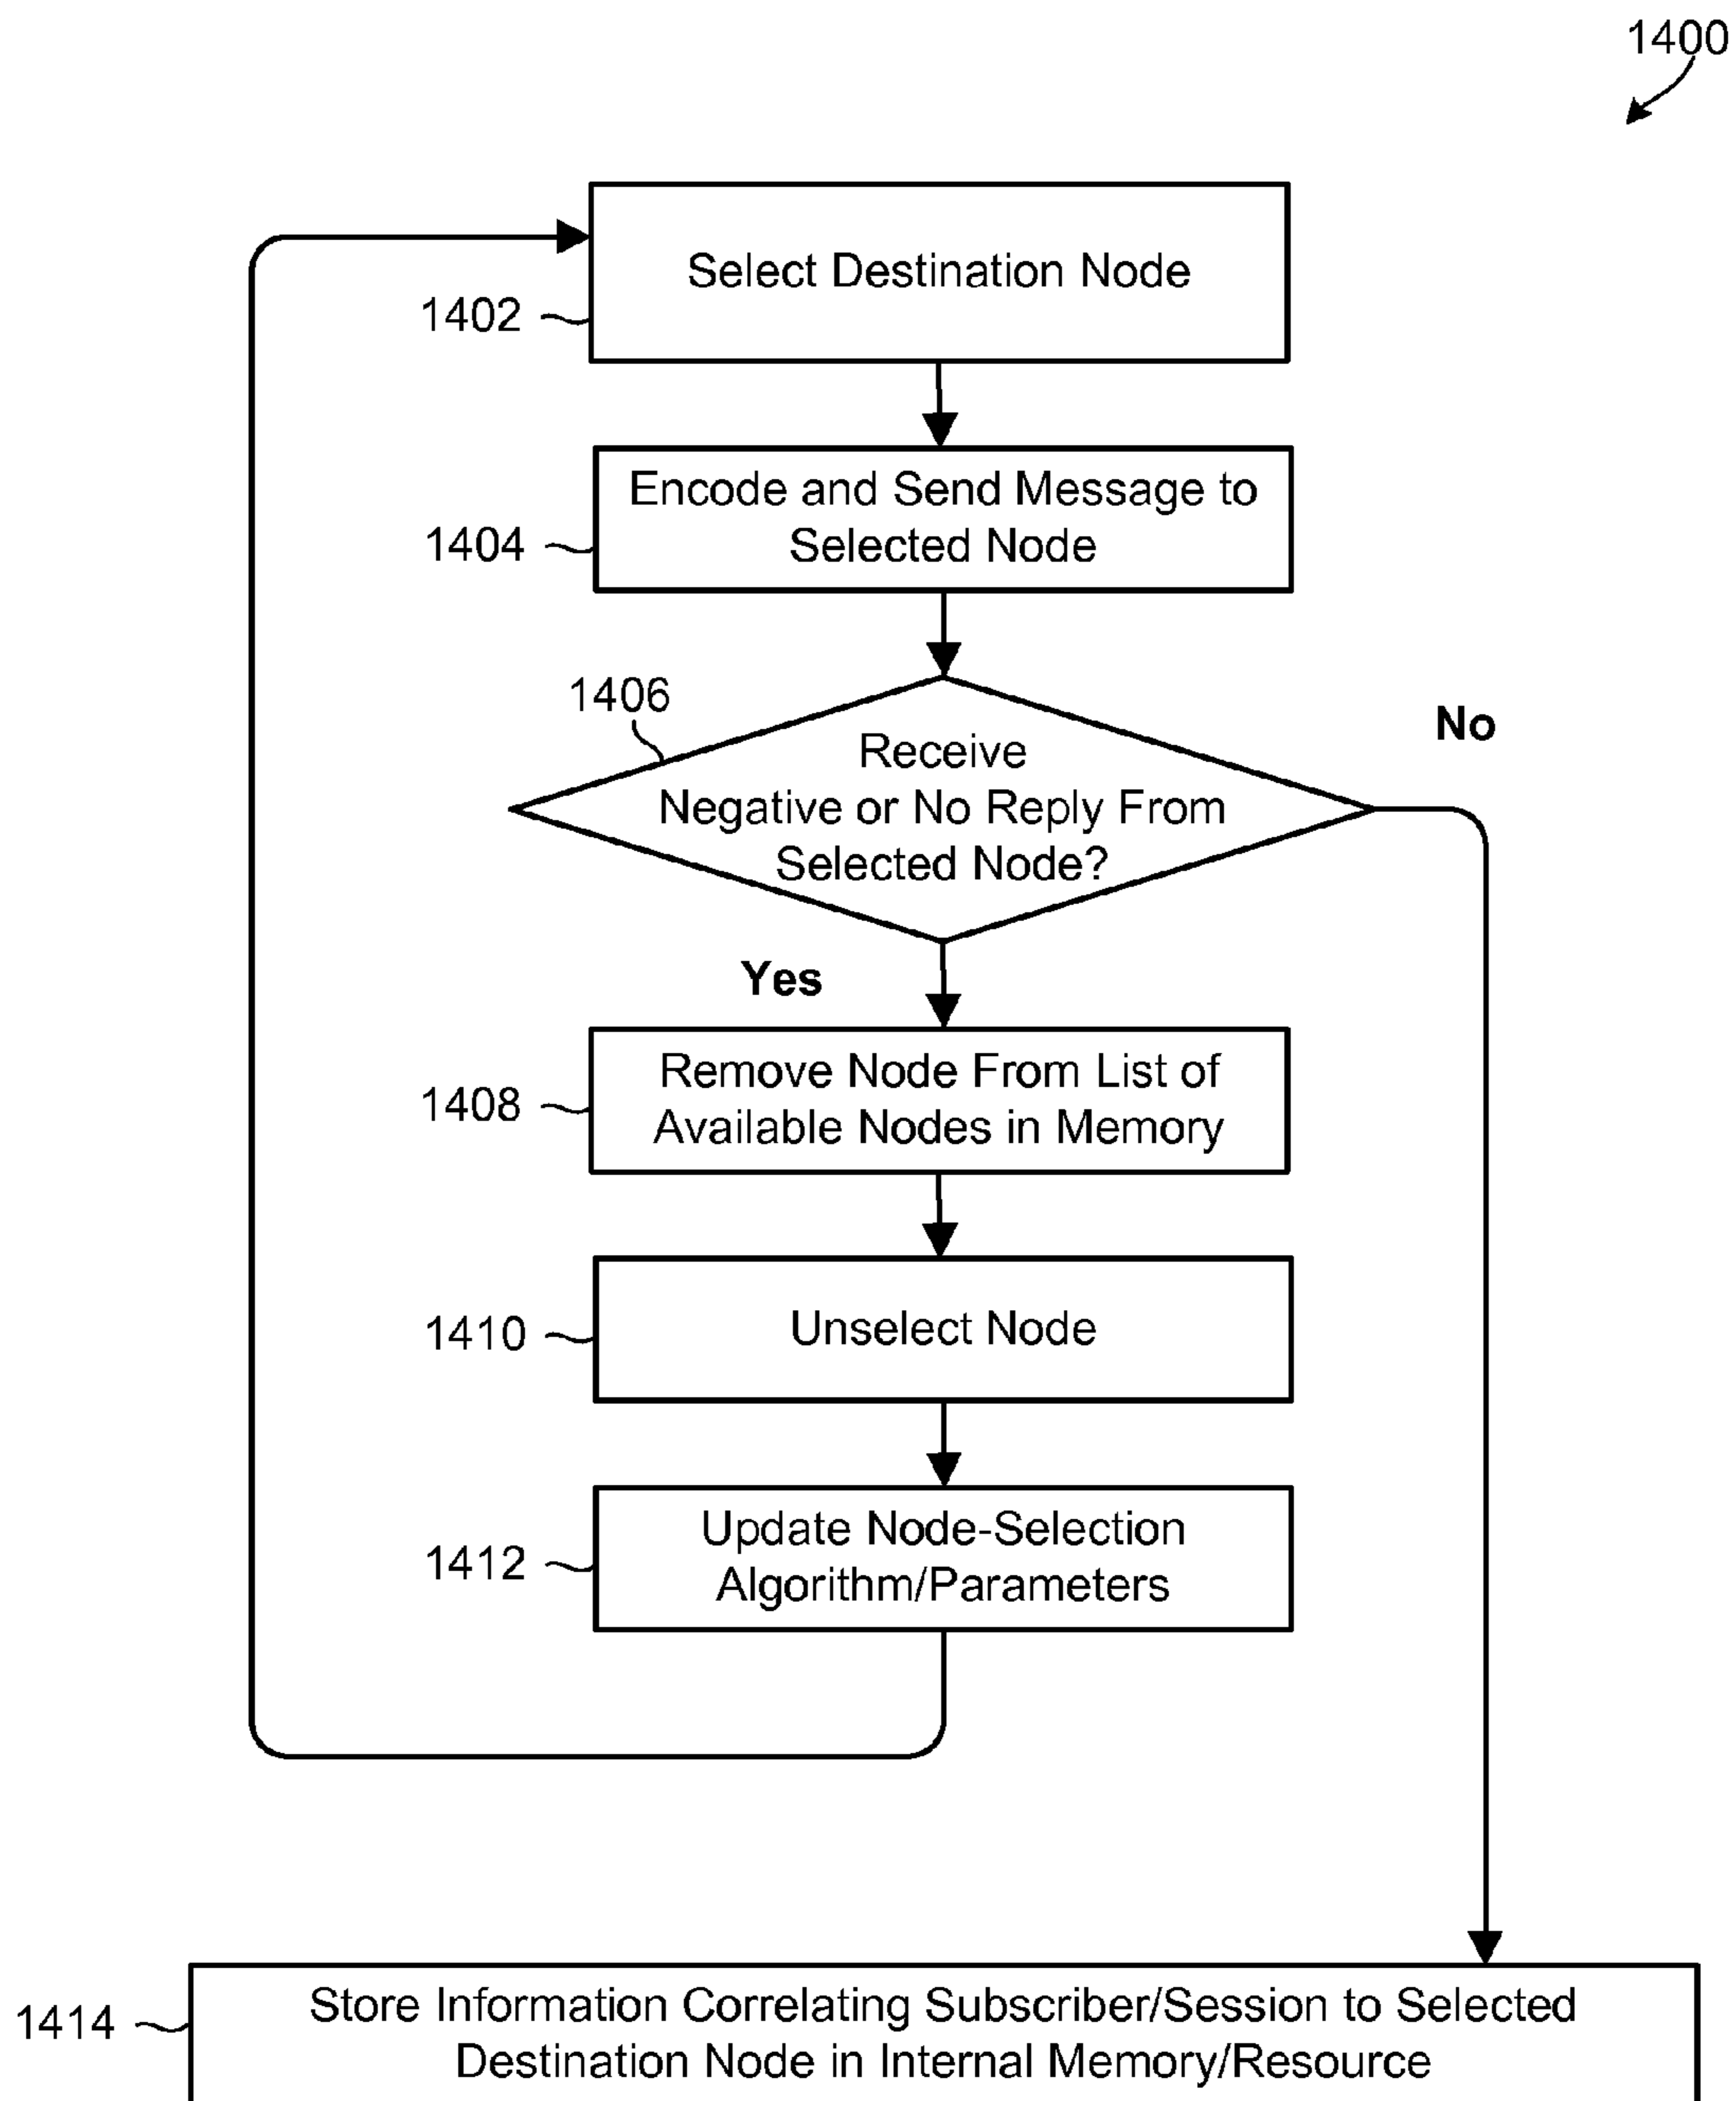 1400
Select Destination Node
1402
Encode and Send Message to
Selected Node
1404
1406
Receive
Negative or No Reply From
Selected Node?
No
Yes
Remove Node From List of
Available Nodes in Memory
1408
Unselect Node
1410
Update Node-Selection
Algorithm/Parameters
1412
Store Information Correlating Subscriber/Session to Selected
Destination Node in Internal Memory/Resource
1414